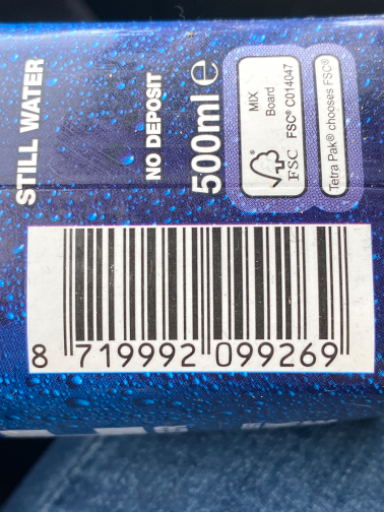 STILL WATER
NO DEPOSIT
500ml e
FSC
MIX
Board
FSC® C014047
Tetra Pak® chooses FSC®
8 719992 099269